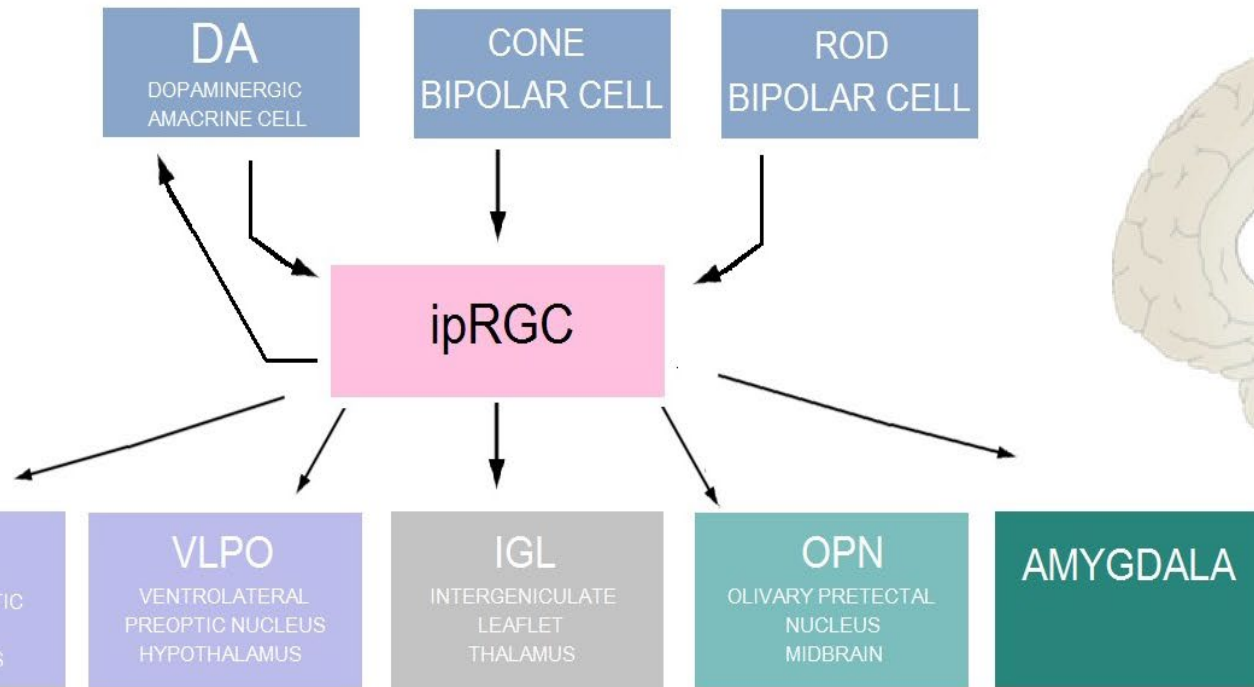 DA
DOPAMINERGIC
AMACRINE CELL
CONE
BIPOLAR CELL
ROD
BIPOLAR CELL
ipRGC
VLPO
VENTROLATERAL
PREOPTIC NUCLEUS
HYPOTHALAMUS
IGL
INTERGENICULATE
LEAFLET
THALAMUS
OPN
OLIVARY PRETECTAL
NUCLEUS
MIDBRAIN
AMYGDALA